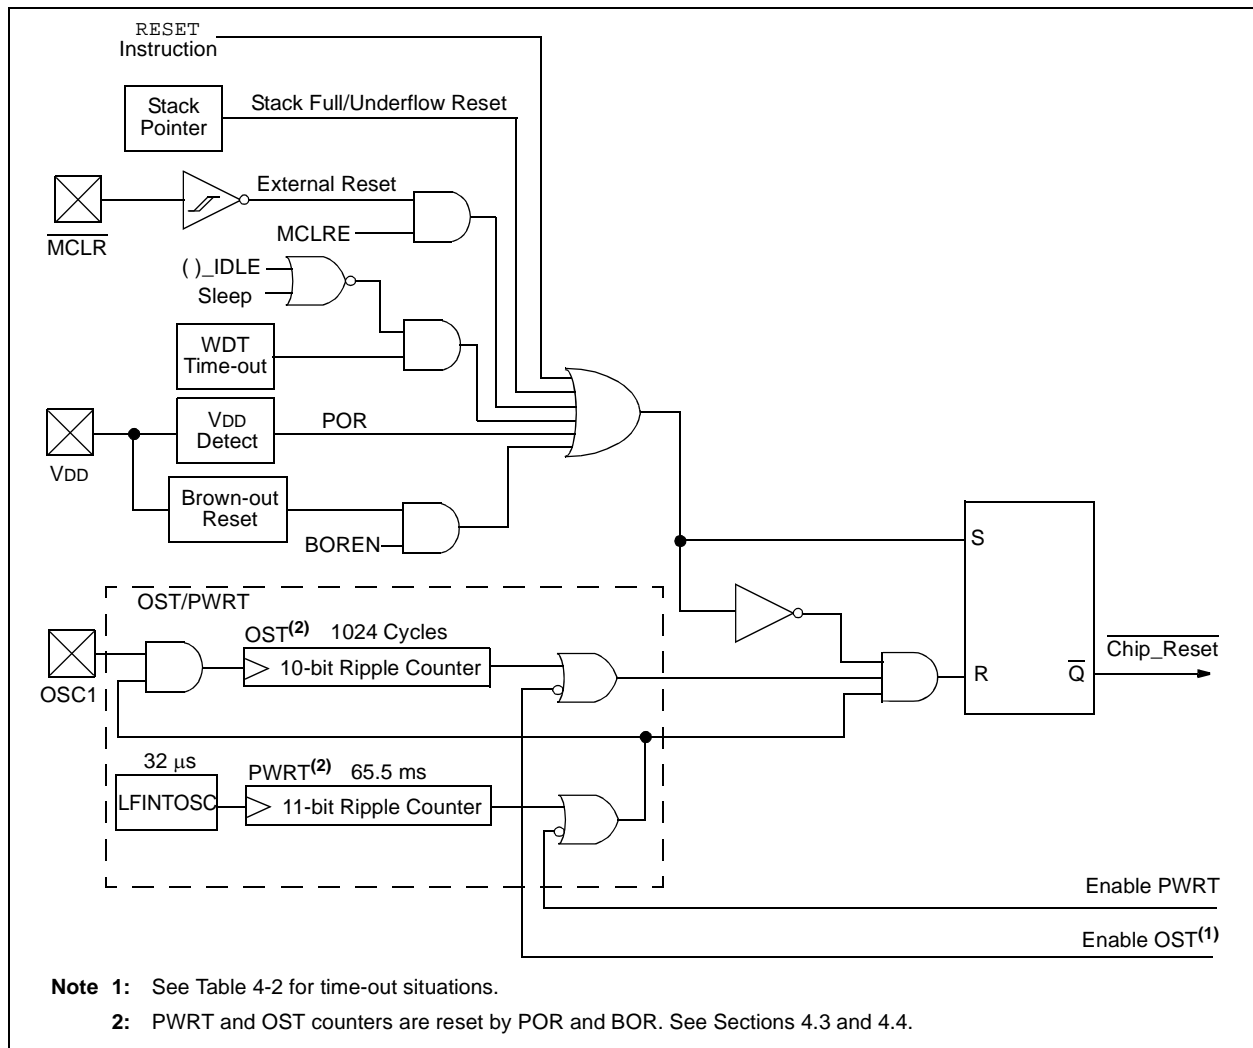 RESET
Instruction
Stack
Pointer
Stack Full/Underflow Reset
External Reset
MCLR
MCLRE
( )_IDLE
Sleep
WDT
Time-out
VDD
VDD
Detect
POR
Brown-out
Reset
BOREN
S
OST/PWRT
OST(2) 1024 Cycles
10-bit Ripple Counter
OSC1
R
Q
Chip_Reset
32 µs
LFINTOSC
PWRT(2) 65.5 ms
11-bit Ripple Counter
Enable PWRT
Enable OST(1)
Note 1: See Table 4-2 for time-out situations.
2: PWRT and OST counters are reset by POR and BOR. See Sections 4.3 and 4.4.